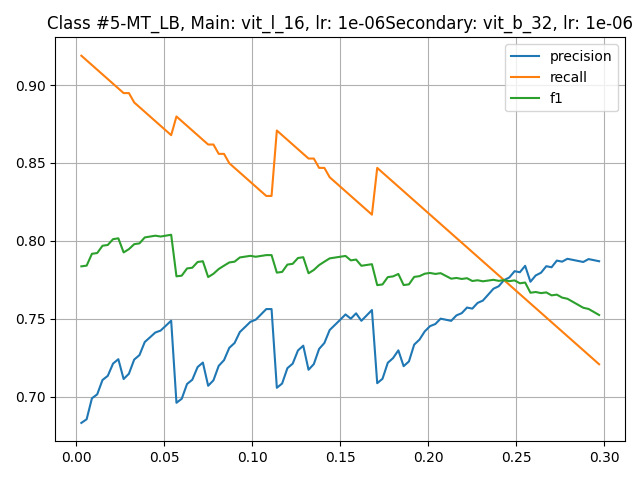 Class #5-MT_LB, Main: vit_l_16, lr: 1e-06Secondary: vit_b_32, lr: 1e-06
precision
recall
f1
0.90
0.85
0.80
0.75
0.70
0.00 0.05 0.10 0.15 0.20 0.25 0.30